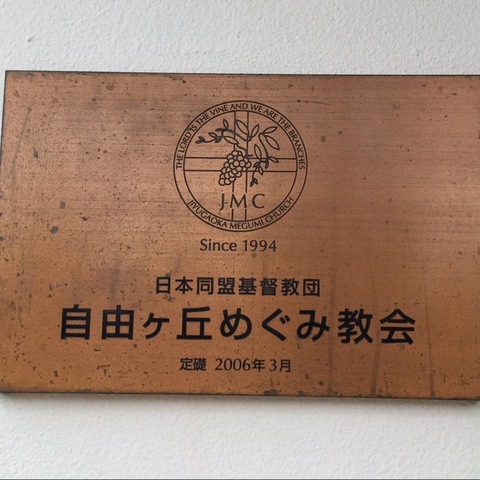 THE LORD IS THE VINE AND WE ARE THE BRANCHES
JMC
JIYUGAOKA MEGUMI CHURCH
Since 1994
日本同盟基督教団
自由ヶ丘めぐみ教会
定礎 2006年3月